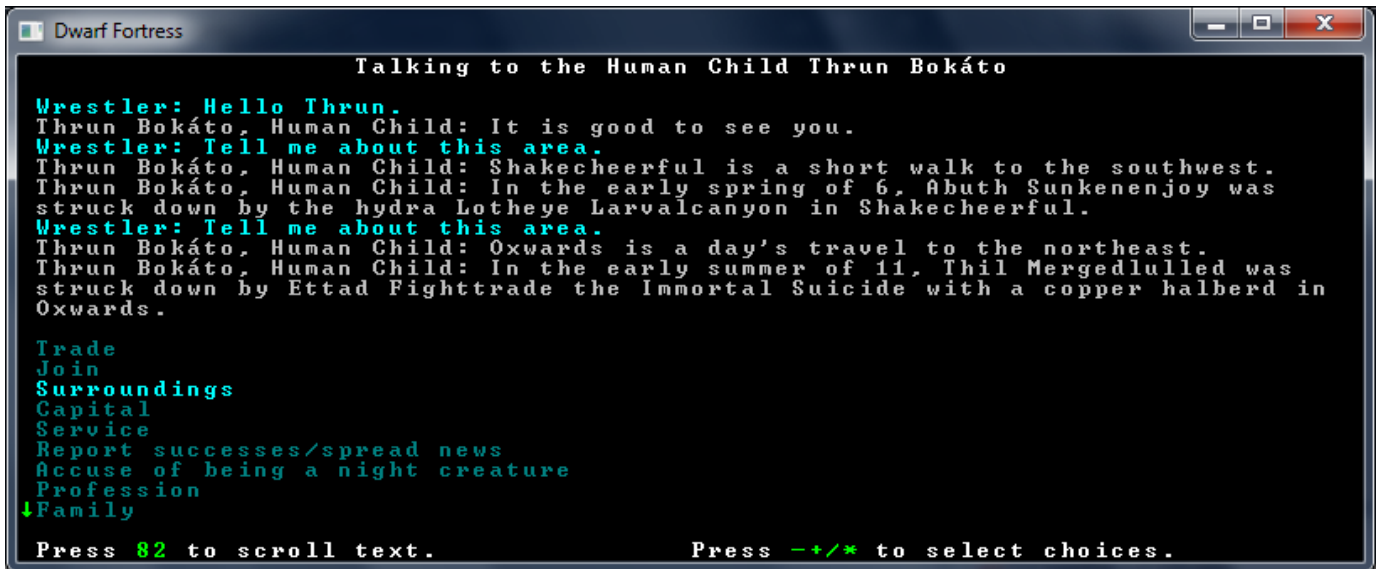 Dwarf Fortress
Talking to the Human Child Thrun Bokáto
Wrestler: Hello Thrun.
Thrun Bokáto, Human Child: It is good to see you.
Wrestler: Tell me about this area.
Thrun Bokáto, Human Child: Shakecheerful is a short walk to the southwest.
Thrun Bokáto, Human Child: In the early spring of 6, Abuth Sunkenenjoy was
struck down by the hydra Lotheye Larvalcanyon in Shakecheerful.
Wrestler: Tell me about this area.
Thrun Bokáto, Human Child: Oxwards is a day's travel to the northeast.
Thrun Bokáto, Human Child: In the early summer of 11, Thil Mergedlulled was
struck down by Ettad Fighttrade the Immortal Suicide with a copper halberd in
Oxwards.
Trade
Join
Surroundings
Capital
Service
Report successes/spread news
Accuse of being a night creature
Profession
↓Family
Press 82 to scroll text. Press -+/* to select choices.